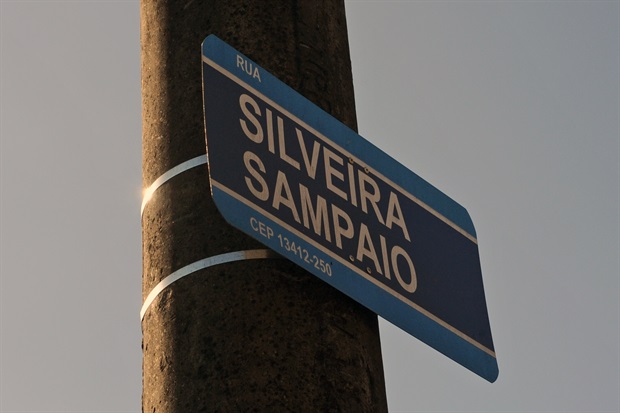 RUA
SILVEIRA
SAMPAIO
CEP 13412-250